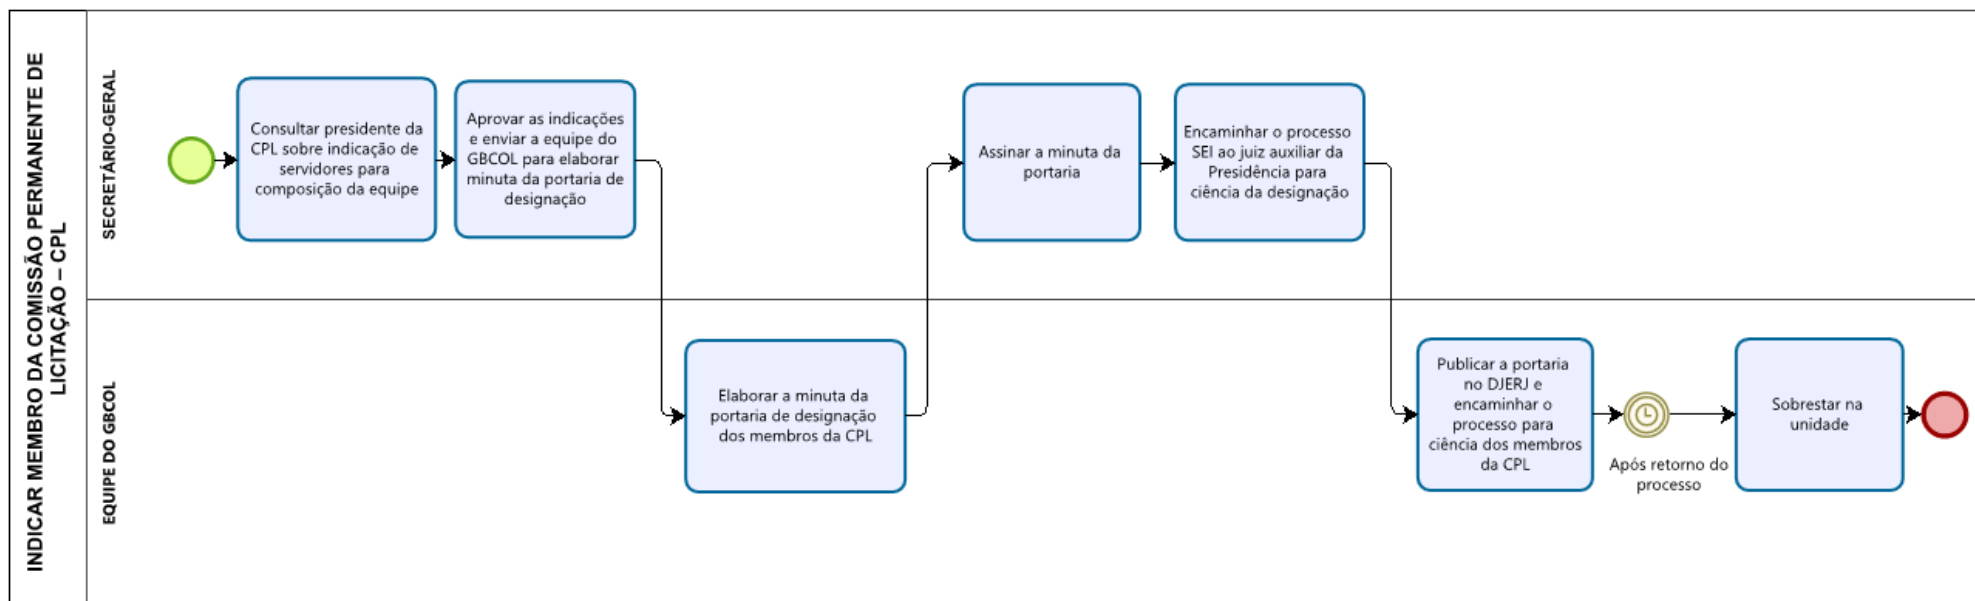 INDICAR MEMBRO DA COMISSÃO PERMANENTE DE
LICITAÇÃO – CPL
SECRETÁRIO-GERAL
Consultar presidente da
CPL sobre indicação de
servidores para
composição da equipe
Aprovar as indicações
e enviar a equipe do
GBCOL para elaborar
minuta da portaria de
designação
Assinar a minuta da
portaria
Encaminhar o processo
SEI ao juiz auxiliar da
Presidência para
ciência da designação
EQUIPE DO GBCOL
Elaborar a minuta da
portaria de designação
dos membros da CPL
Publicar a portaria
no DJERJ e
encaminhar o
processo para
ciência dos membros
da CPL
Após retorno do
processo
Sobrestar na
unidade